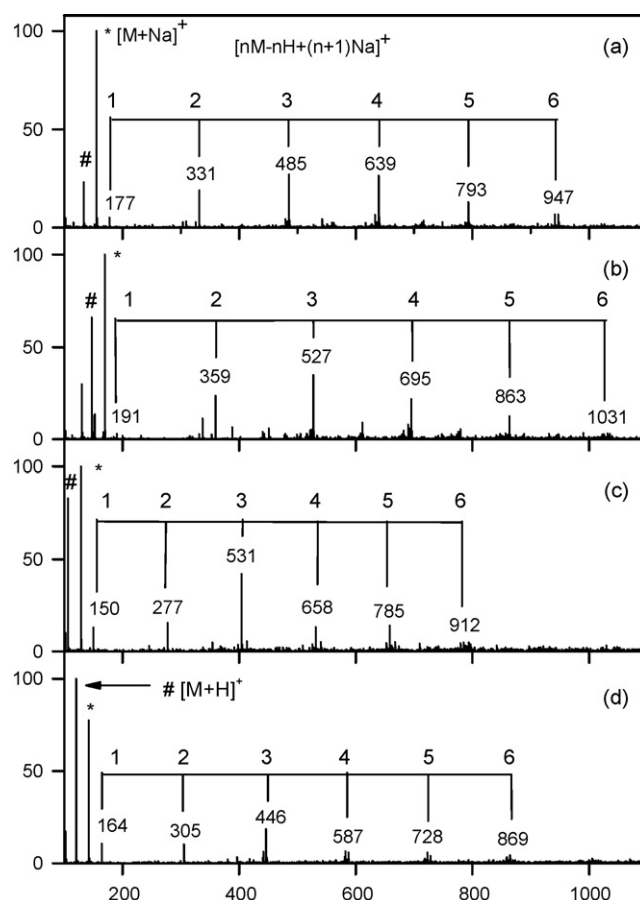 100
* [M+Na]+
[nM-nH+(n+1)Na]+
(a)
1 2 3 4 5 6
50
#
177 331 485 639 793 947
0
100
*
(b)
1 2 3 4 5 6
#
50
191 359 527 695 863 1031
0
100
# *
(c)
1 2 3 4 5 6
50
150 277 531 658 785 912
0
100
# [M+H]+
(d)
*
1 2 3 4 5 6
50
164 305 446 587 728 869
0
200 400 600 800 1000